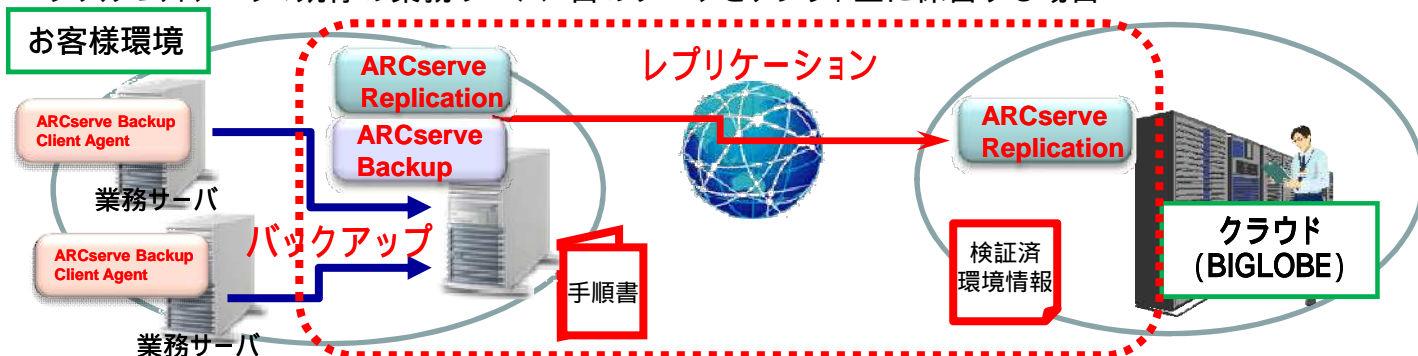 お客様環境
ARCserve Backup
Client Agent
業務サーバ
ARCserve Backup
Client Agent
業務サーバ
バックアップ
ARCserve
Replication
ARCserve
Backup
手順書
レプリケーション
ARCserve
Replication
検証済
環境情報
クラウド
(BIGLOBE)